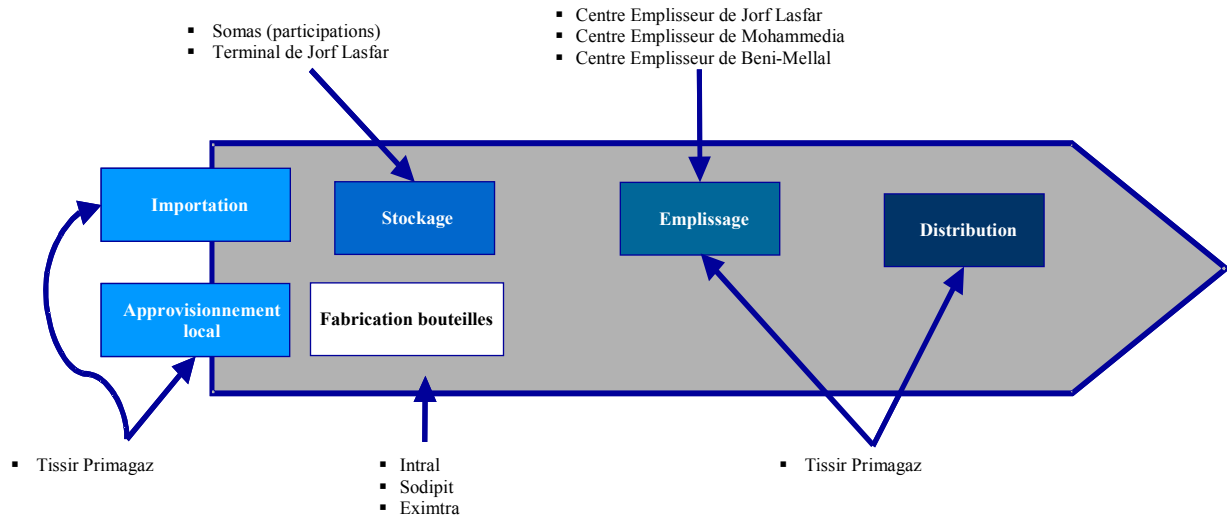 ▪ Somas (participations)
▪ Terminal de Jorf Lasfar
▪ Centre Emplisseur de Jorf Lasfar
▪ Centre Emplisseur de Mohammedia
▪ Centre Emplisseur de Beni-Mellal
Importation
Stockage
Emplissage
Distribution
Approvisionnement
local
Fabrication bouteilles
▪ Tissir Primagaz
▪ Intral
▪ Sodipit
▪ Eximtra
▪ Tissir Primagaz